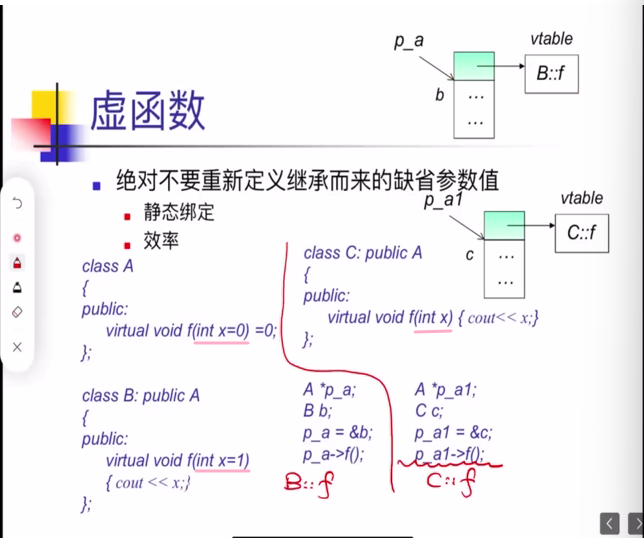 p_a
vtable
B::f
b
...
...
虚函数
绝对不要重新定义继承而来的缺省参数值
静态绑定
效率
p_a1
vtable
C::f
c
...
...
class A
{
public:
virtual void f(int x=0) =0;
};
class C: public A
{
public:
virtual void f(int x) { cout<< x;}
};
class B: public A
{
public:
virtual void f(int x=1)
{ cout << x;}
};
A *p_a;
B b;
p_a = &b;
p_a->f();
B::f
A *p_a1;
C c;
p_a1 = &c;
p_a1->f();
C::f